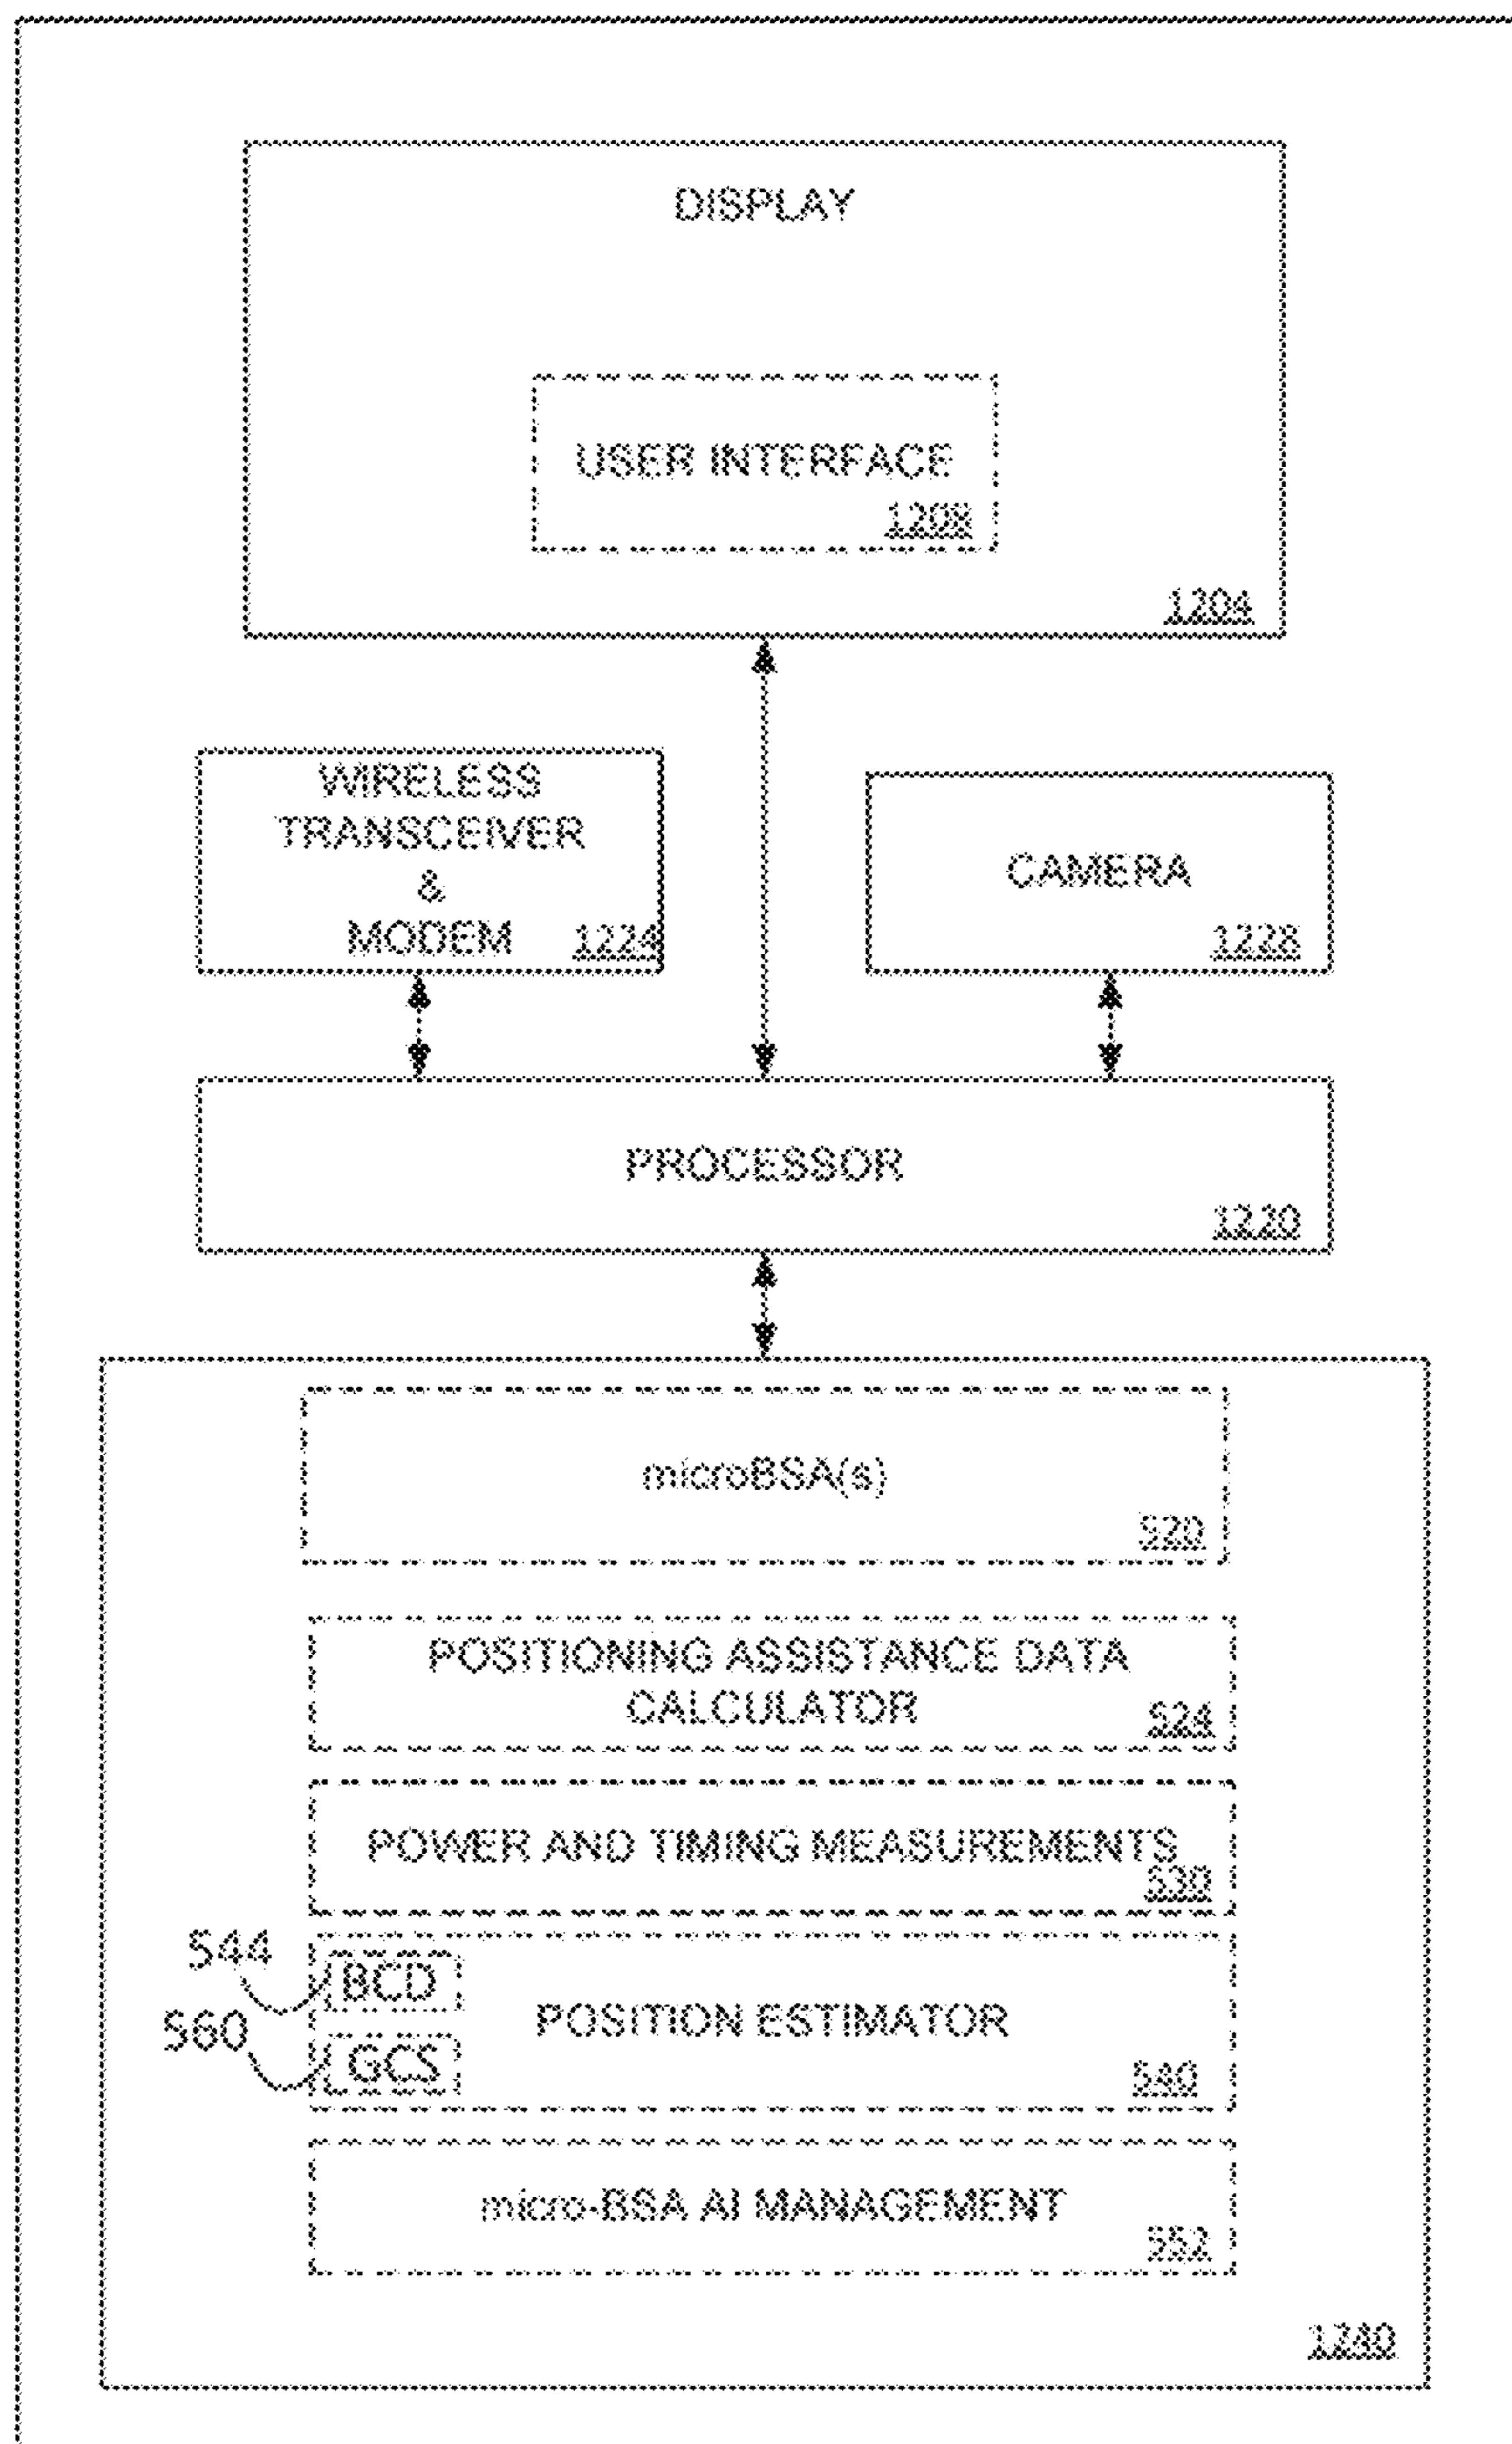 DISPLAY
USER INTERFACE
1208
1204
WIRELESS
TRANSCEIVER
&
MODEM 1224
CAMERA
1228
PROCESSOR
1220
microBSA(s)
520
POSITIONING ASSISTANCE DATA
CALCULATOR 524
POWER AND TIMING MEASUREMENTS
530
544 BCD
POSITION ESTIMATOR
560 GCS
540
micro-BSA AI MANAGEMENT
552
1240